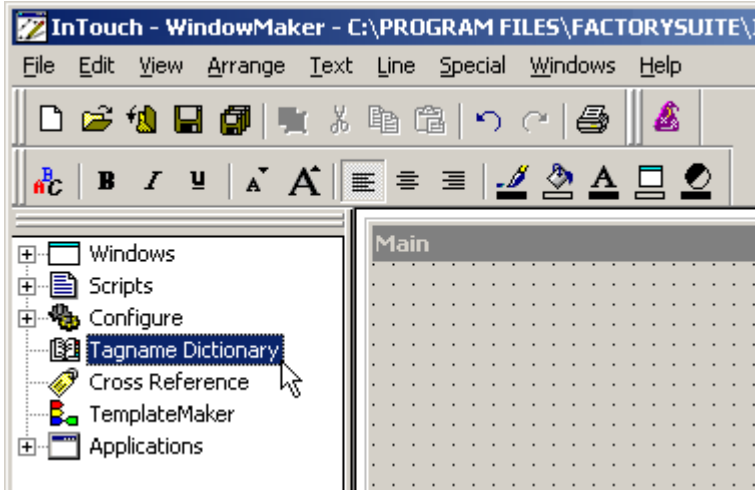 InTouch - WindowMaker - C:\PROGRAM FILES\FACTORYSUITE\
File Edit View Arrange Text Line Special Windows Help
ABC B I U A A A
Main
Windows
Scripts
Configure
Tagname Dictionary
Cross Reference
TemplateMaker
Applications